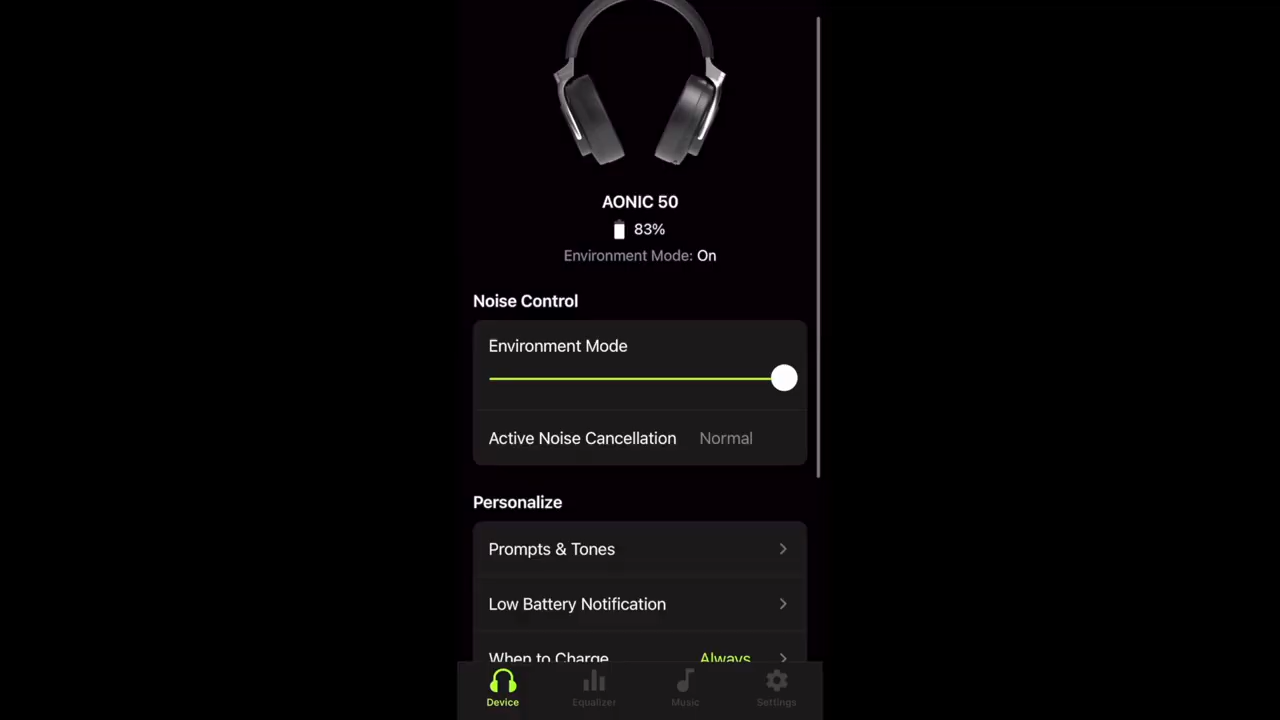 AONIC 50
83%
Environment Mode: On
Noise Control
Environment Mode
Active Noise Cancellation Normal
Personalize
Prompts & Tones
Low Battery Notification
When to Charge Always
Device Equalizer Music Settings